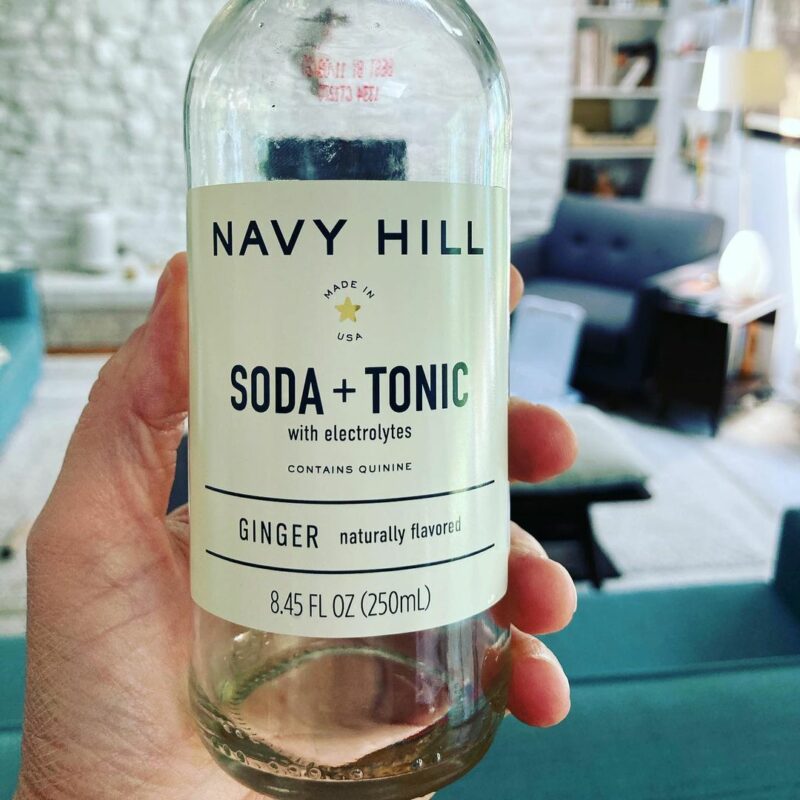 NAVY HILL
MADE IN
USA
SODA + TONIC
with electrolytes
CONTAINS QUININE
GINGER naturally flavored
8.45 FL OZ (250mL)